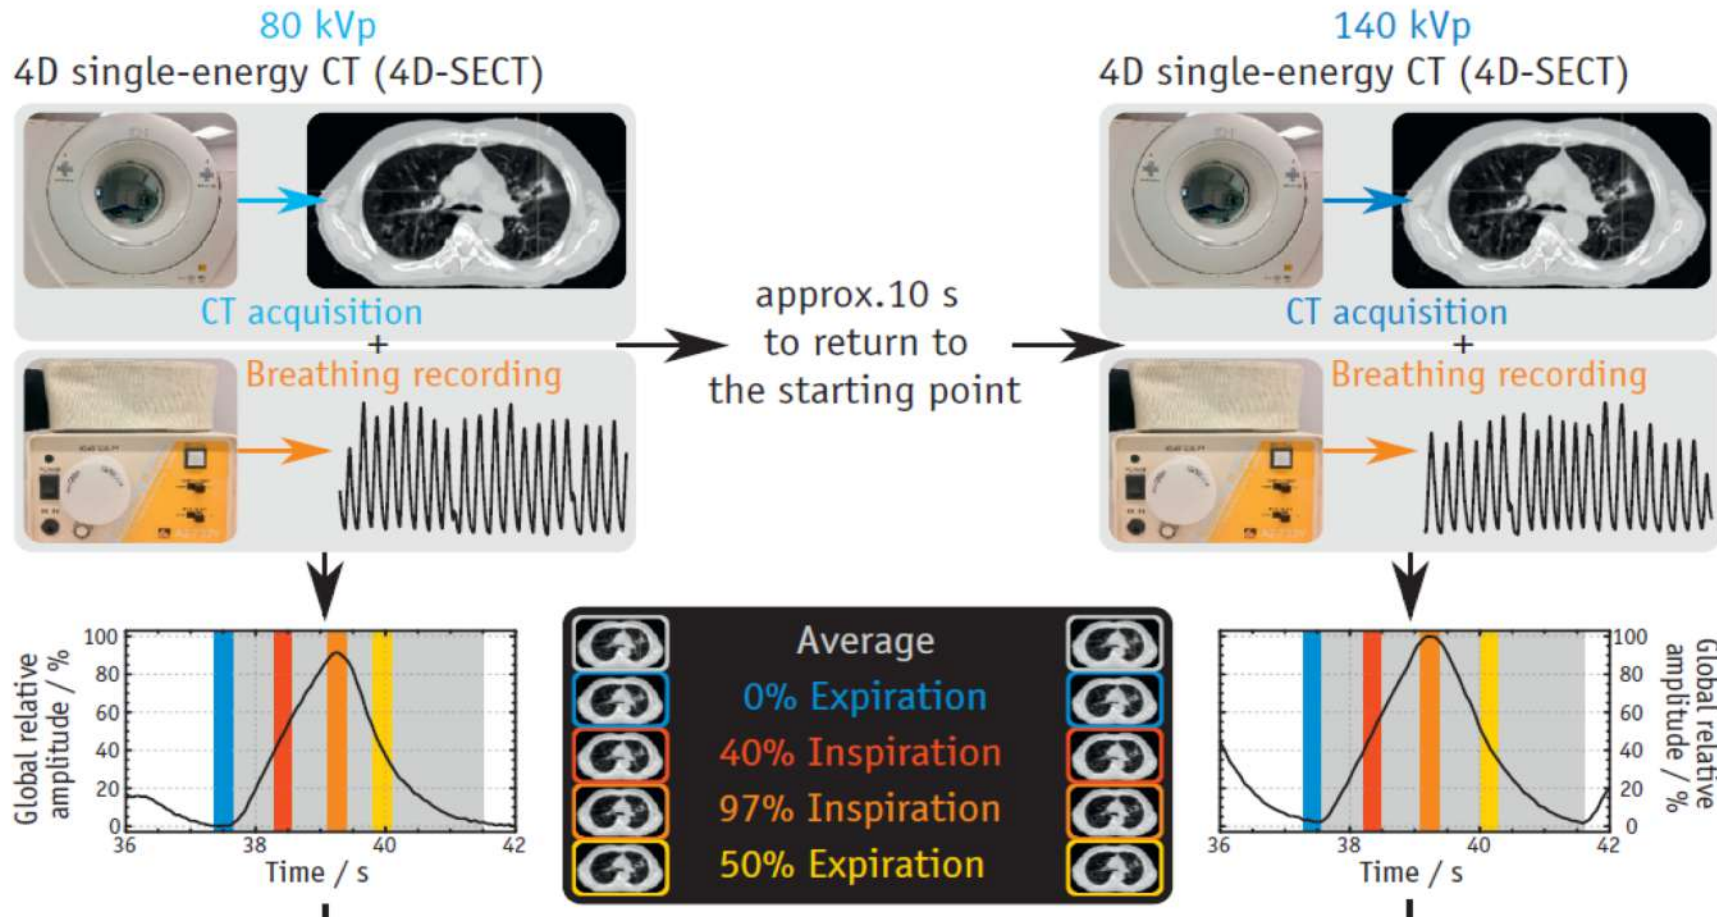 80 kVp
4D single-energy CT (4D-SECT)
CT acquisition
+
Breathing recording
approx.10 s
to return to
the starting point
140 kVp
4D single-energy CT (4D-SECT)
CT acquisition
+
Breathing recording
Global relative
amplitude / %
100
80
60
40
20
0
36
38
40
42
Time / s
Average
0% Expiration
40% Inspiration
97% Inspiration
50% Expiration
100
80
60
40
20
0
Global relative
amplitude / %
36
38
40
42
Time / s